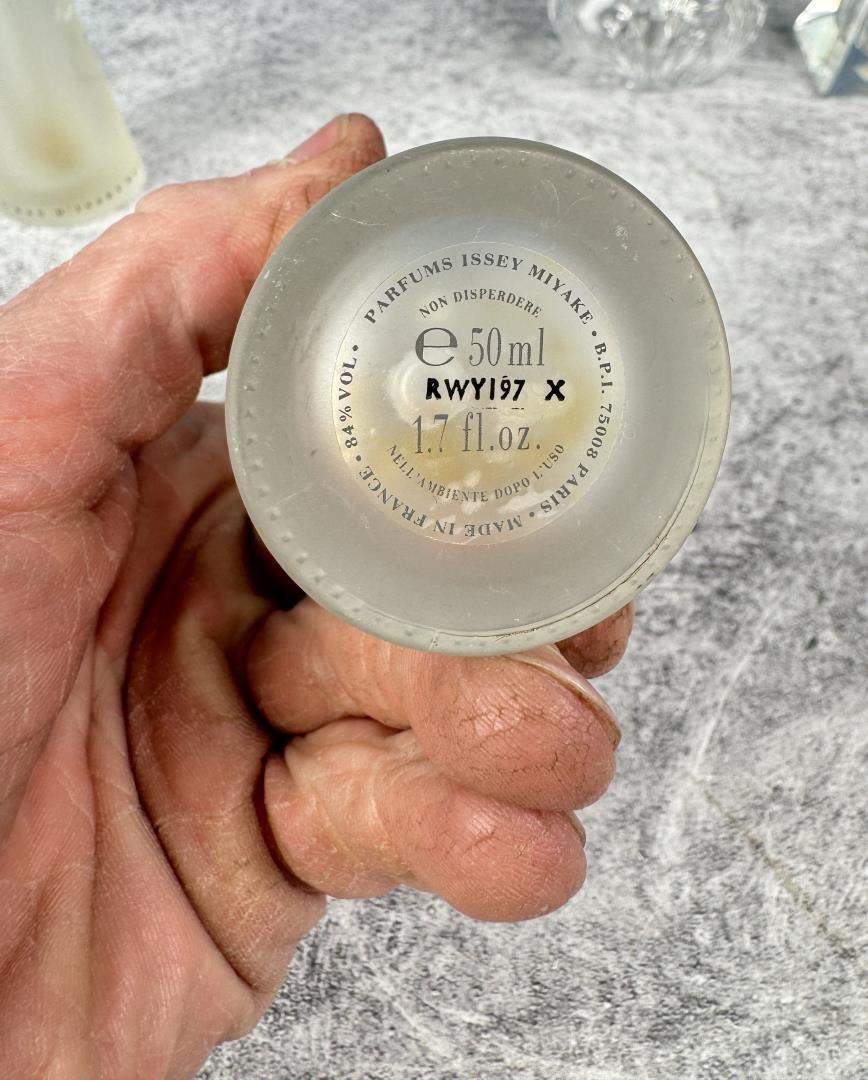 PARFUMS ISSEY MIYAKE • B.P.I. 75008 PARIS • MADE IN FRANCE • 84%VOL •
NON DISPERDERE
e 50 ml
RWY197 X
1.7 fl.oz.
NELL'AMBIENTE DOPO L'USO